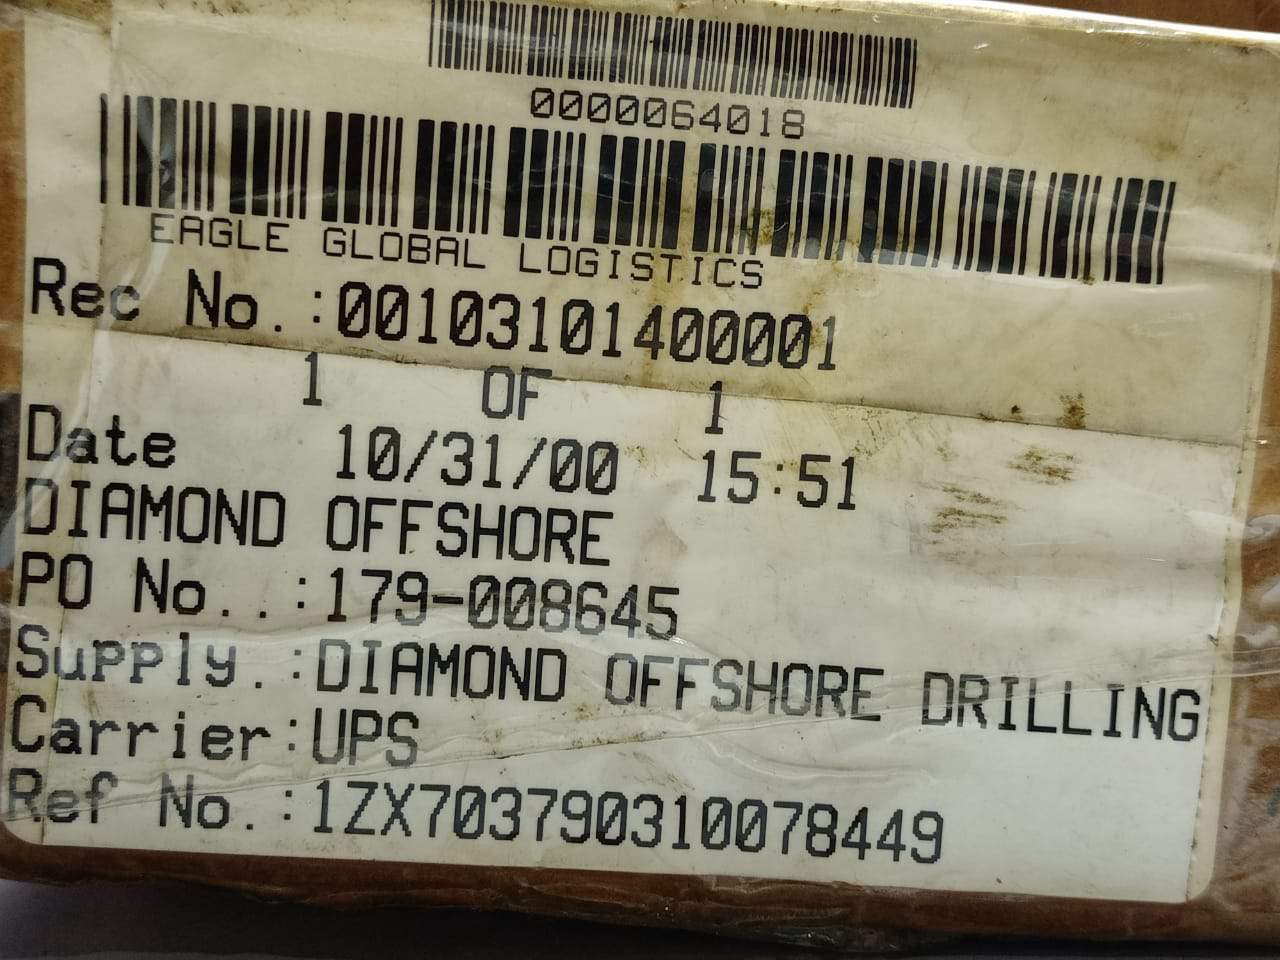 0000064018
EAGLE GLOBAL LOGISTICS
Rec No.:00103101400001
1 OF 1
Date 10/31/00 15:51
DIAMOND OFFSHORE
PO No..:179-008645
Supply.:DIAMOND OFFSHORE DRILLING
Carrier:UPS
Ref No.:1ZX703790310078449